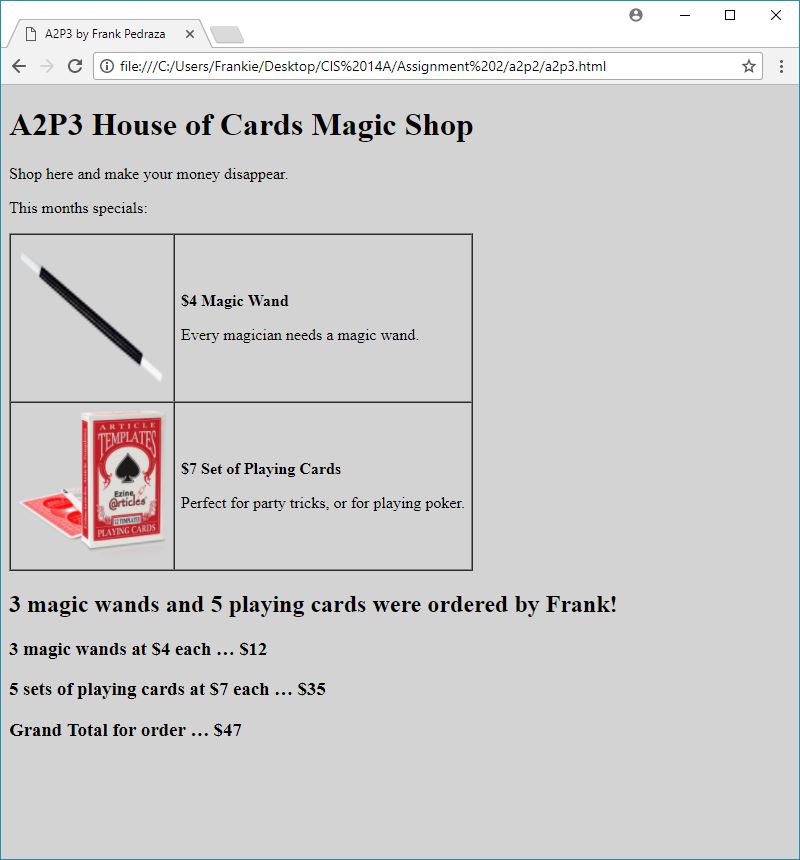 A2P3 by Frank Pedraza
file:///C:/Users/Frankie/Desktop/CIS%2014A/Assignment%202/a2p2/a2p3.html
A2P3 House of Cards Magic Shop
Shop here and make your money disappear.
This months specials:
$4 Magic Wand
Every magician needs a magic wand.
ARTICLE
TEMPLATES
Ezine
@rticles
12 TEMPLATES
PLAYING CARDS
$7 Set of Playing Cards
Perfect for party tricks, or for playing poker.
3 magic wands and 5 playing cards were ordered by Frank!
3 magic wands at $4 each … $12
5 sets of playing cards at $7 each … $35
Grand Total for order … $47